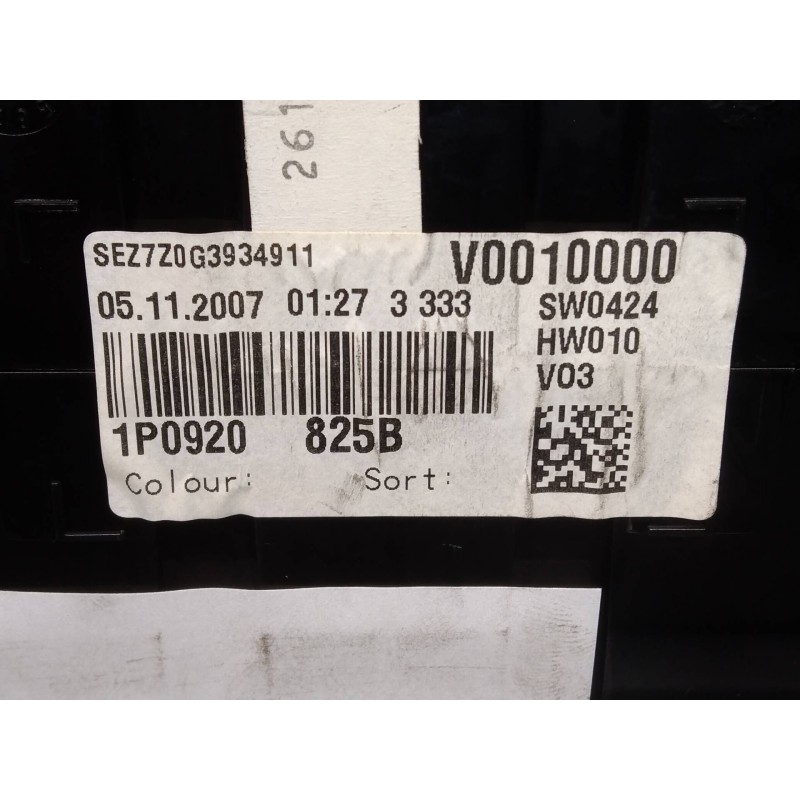 261
SEZ7Z0G3934911 V0010000
05.11.2007 01:27 3 333 SW0424
HW010
V03
1P0920 825B
Colour: Sort: